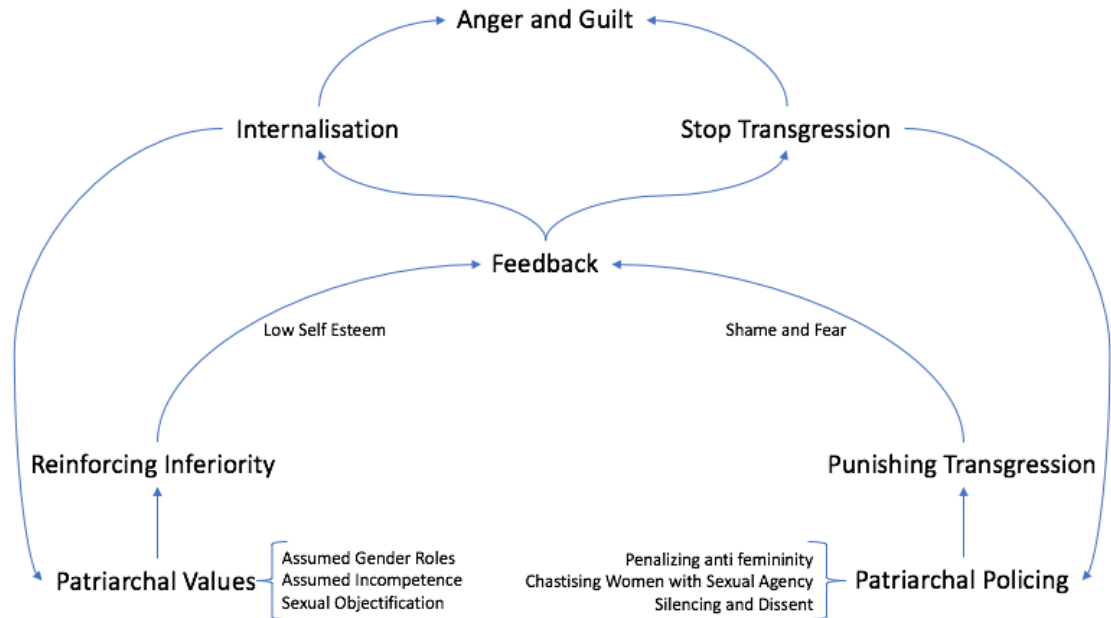 Anger and Guilt
Internalisation
Stop Transgression
Feedback
Low Self Esteem
Shame and Fear
Reinforcing Inferiority
Punishing Transgression
Patriarchal Values
Assumed Gender Roles
Assumed Incompetence
Sexual Objectification
Penalizing anti femininity
Chastising Women with Sexual Agency
Silencing and Dissent
Patriarchal Policing